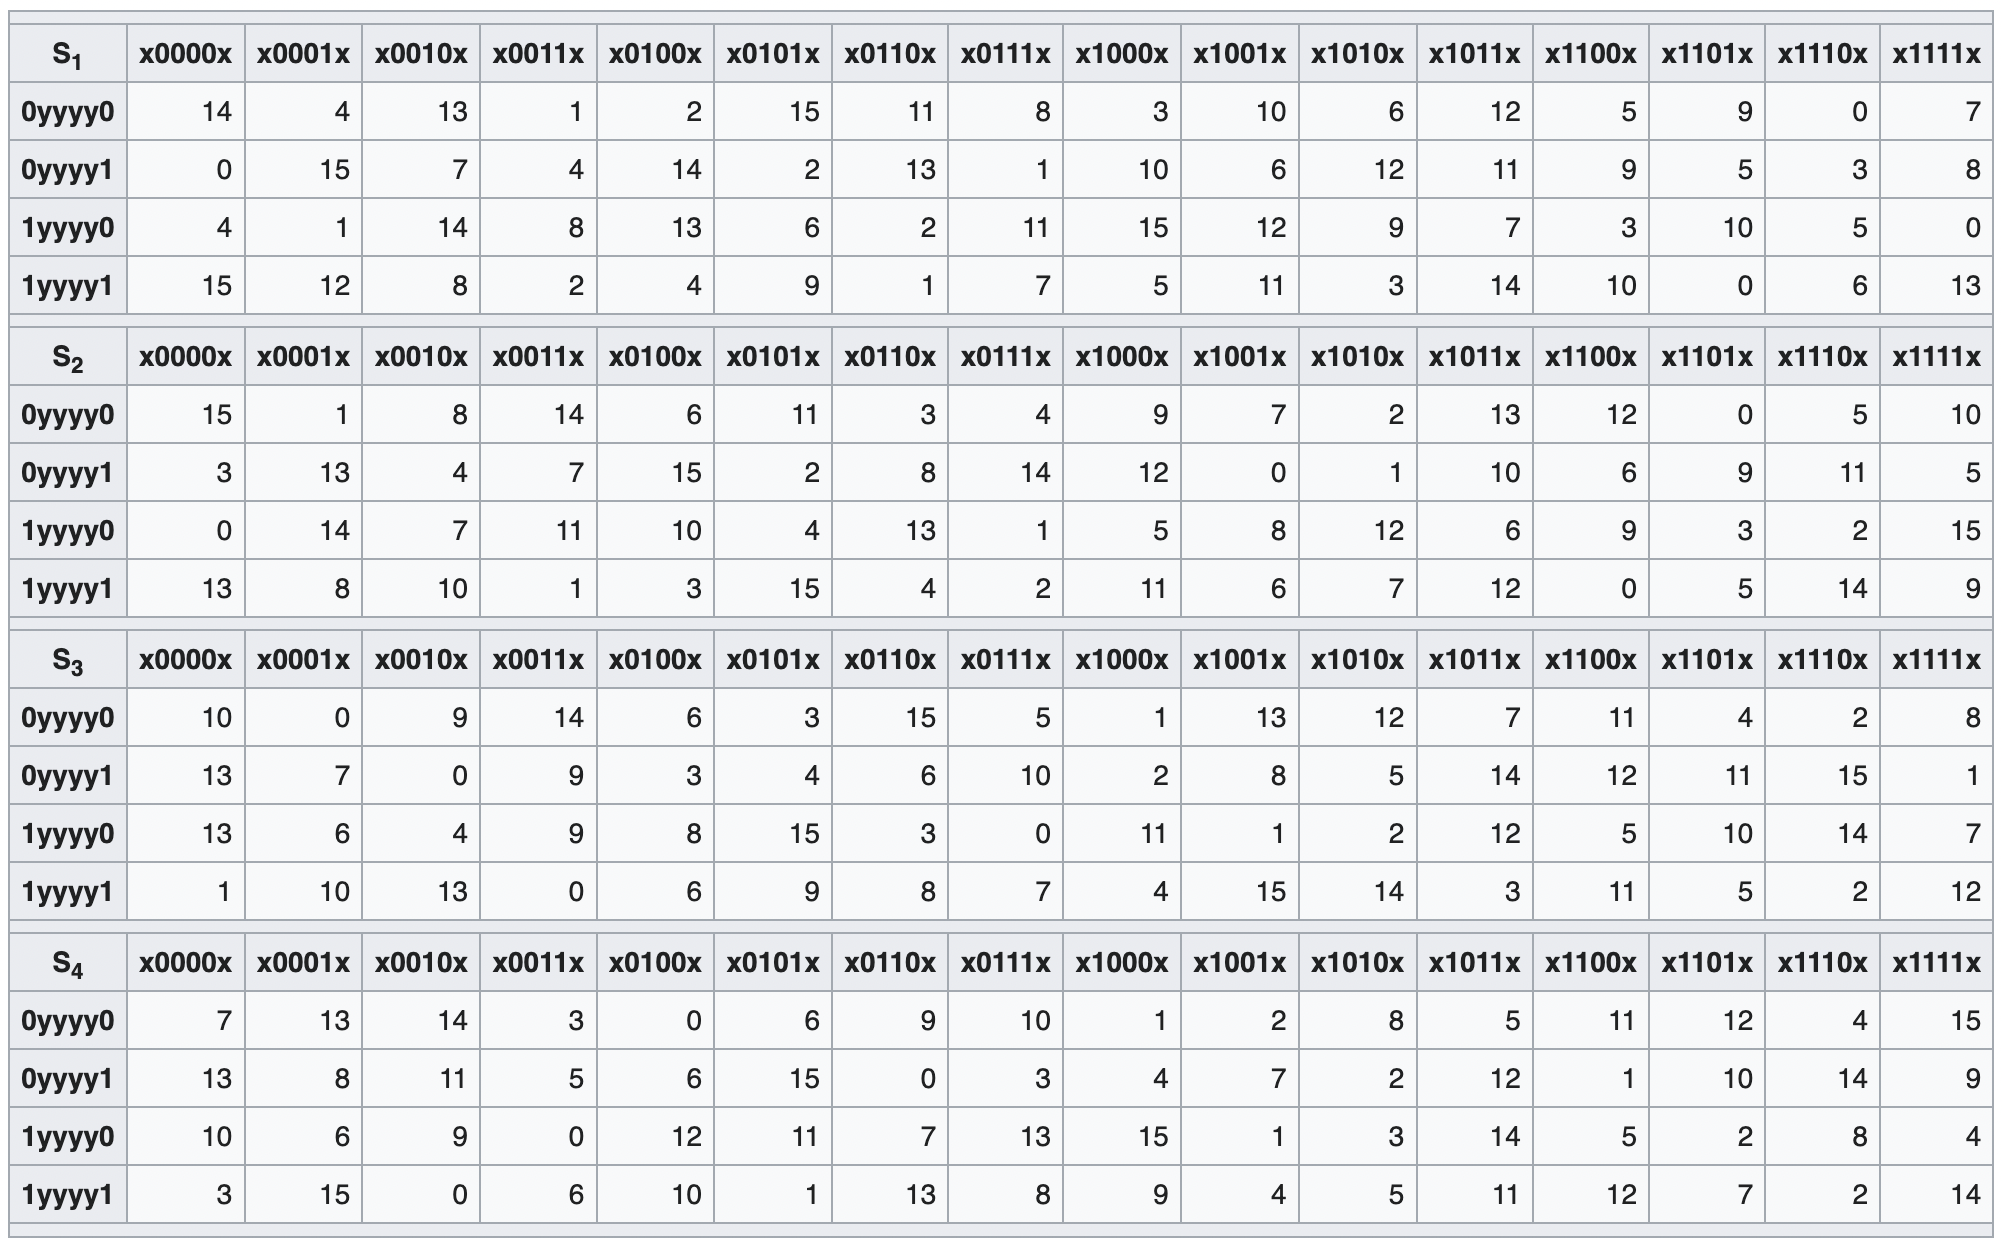 S₁ x0000x x0001x x0010x x0011x x0100x x0101x x0110x x0111x x1000x x1001x x1010x x1011x x1100x x1101x x1110x x1111x
0yyyy0 14 4 13 1 2 15 11 8 3 10 6 12 5 9 0 7
0yyyy1 0 15 7 4 14 2 13 1 10 6 12 11 9 5 3 8
1yyyy0 4 1 14 8 13 6 2 11 15 12 9 7 3 10 5 0
1yyyy1 15 12 8 2 4 9 1 7 5 11 3 14 10 0 6 13
S₂ x0000x x0001x x0010x x0011x x0100x x0101x x0110x x0111x x1000x x1001x x1010x x1011x x1100x x1101x x1110x x1111x
0yyyy0 15 1 8 14 6 11 3 4 9 7 2 13 12 0 5 10
0yyyy1 3 13 4 7 15 2 8 14 12 0 1 10 6 9 11 5
1yyyy0 0 14 7 11 10 4 13 1 5 8 12 6 9 3 2 15
1yyyy1 13 8 10 1 3 15 4 2 11 6 7 12 0 5 14 9
S₃ x0000x x0001x x0010x x0011x x0100x x0101x x0110x x0111x x1000x x1001x x1010x x1011x x1100x x1101x x1110x x1111x
0yyyy0 10 0 9 14 6 3 15 5 1 13 12 7 11 4 2 8
0yyyy1 13 7 0 9 3 4 6 10 2 8 5 14 12 11 15 1
1yyyy0 13 6 4 9 8 15 3 0 11 1 2 12 5 10 14 7
1yyyy1 1 10 13 0 6 9 8 7 4 15 14 3 11 5 2 12
S₄ x0000x x0001x x0010x x0011x x0100x x0101x x0110x x0111x x1000x x1001x x1010x x1011x x1100x x1101x x1110x x1111x
0yyyy0 7 13 14 3 0 6 9 10 1 2 8 5 11 12 4 15
0yyyy1 13 8 11 5 6 15 0 3 4 7 2 12 1 10 14 9
1yyyy0 10 6 9 0 12 11 7 13 15 1 3 14 5 2 8 4
1yyyy1 3 15 0 6 10 1 13 8 9 4 5 11 12 7 2 14